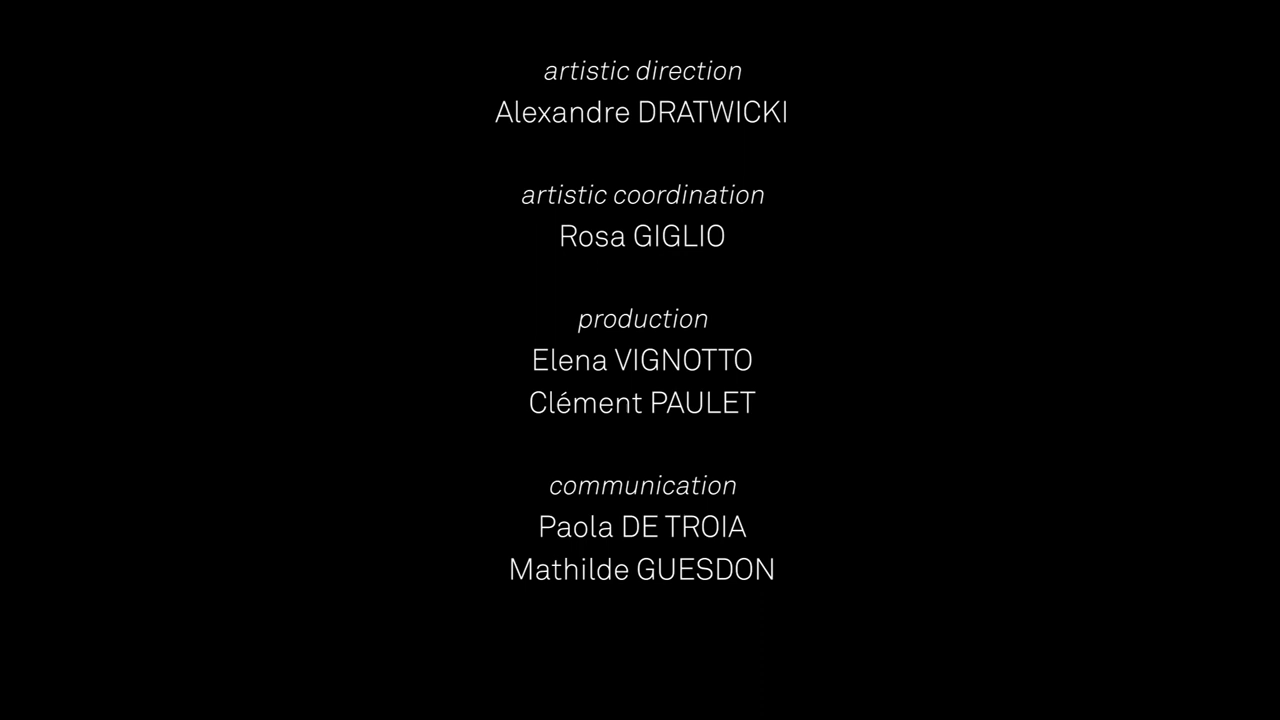 artistic direction
Alexandre DRATWICKI
artistic coordination
Rosa GIGLIO
production
Elena VIGNOTTO
Clément PAULET
communication
Paola DE TROIA
Mathilde GUESDON